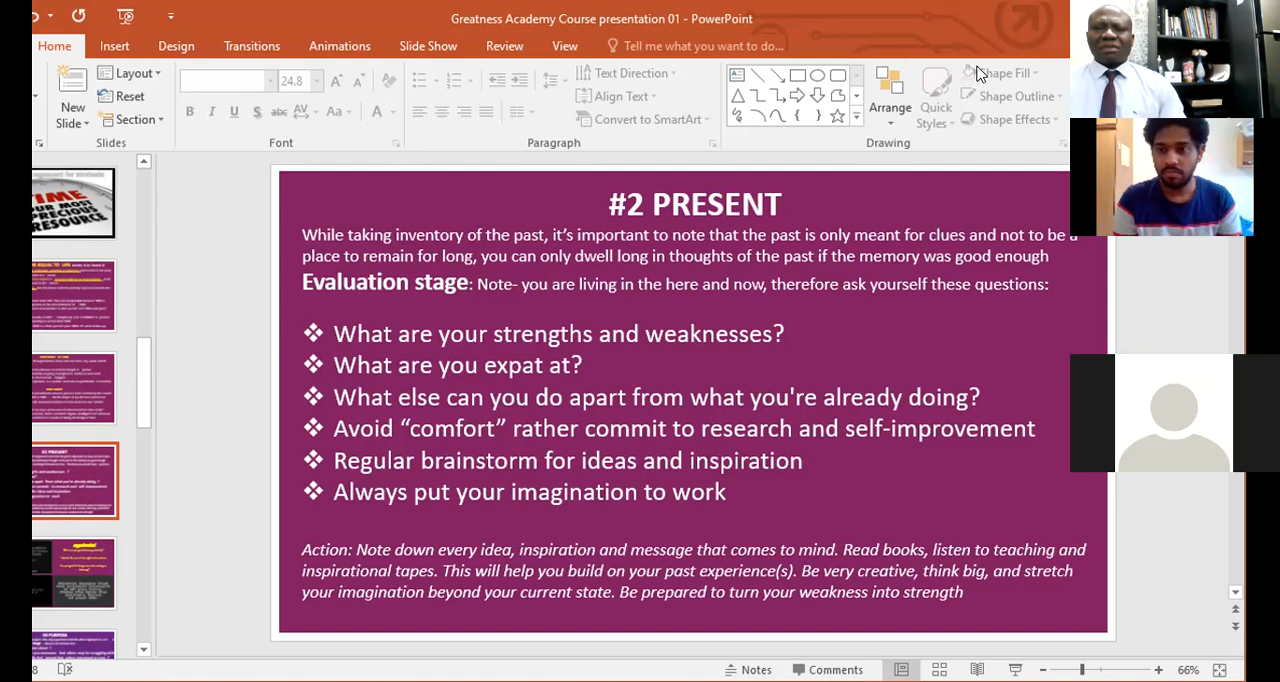 Greatness Academy Course presentation 01 - PowerPoint
Home Insert Design Transitions Animations Slide Show Review View Tell me what you want to do...
New Slide
Layout
Reset
Section
Slides
24.8
B I U S abc AV Aa A
Font
Text Direction
Align Text
Convert to SmartArt
Paragraph
Arrange
Quick Styles
Shape Fill
Shape Outline
Shape Effects
Drawing
TIME
OUR MOST
PRECIOUS
RESOURCE
#2 PRESENT
While taking inventory of the past, it's important to note that the past is only meant for clues and not to be a
place to remain for long, you can only dwell long in thoughts of the past if the memory was good enough
Evaluation stage: Note- you are living in the here and now, therefore ask yourself these questions:
❖ What are your strengths and weaknesses?
❖ What are you expat at?
❖ What else can you do apart from what you're already doing?
❖ Avoid “comfort” rather commit to research and self-improvement
❖ Regular brainstorm for ideas and inspiration
❖ Always put your imagination to work
Action: Note down every idea, inspiration and message that comes to mind. Read books, listen to teaching and
inspirational tapes. This will help you build on your past experience(s). Be very creative, think big, and stretch
your imagination beyond your current state. Be prepared to turn your weakness into strength
8 Notes Comments 66%